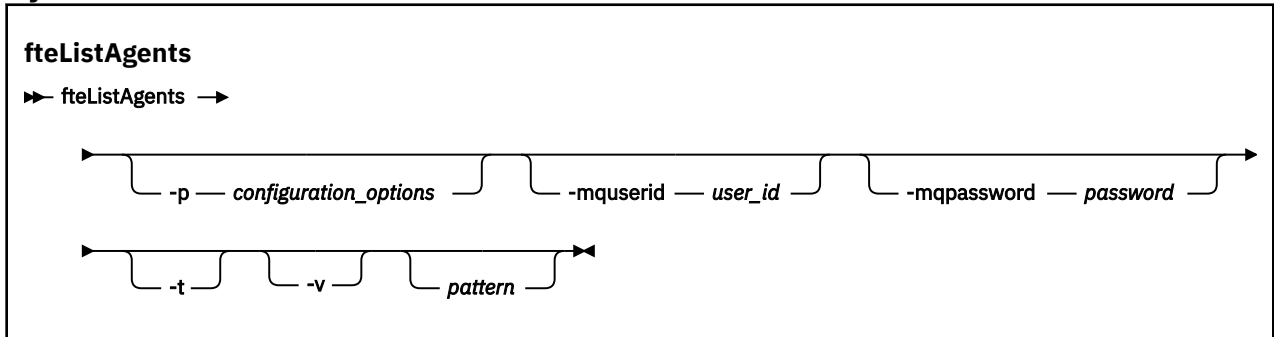 fteListAgents
fteListAgents
-p configuration_options -mquserid user_id -mqpassword password
-t -v pattern